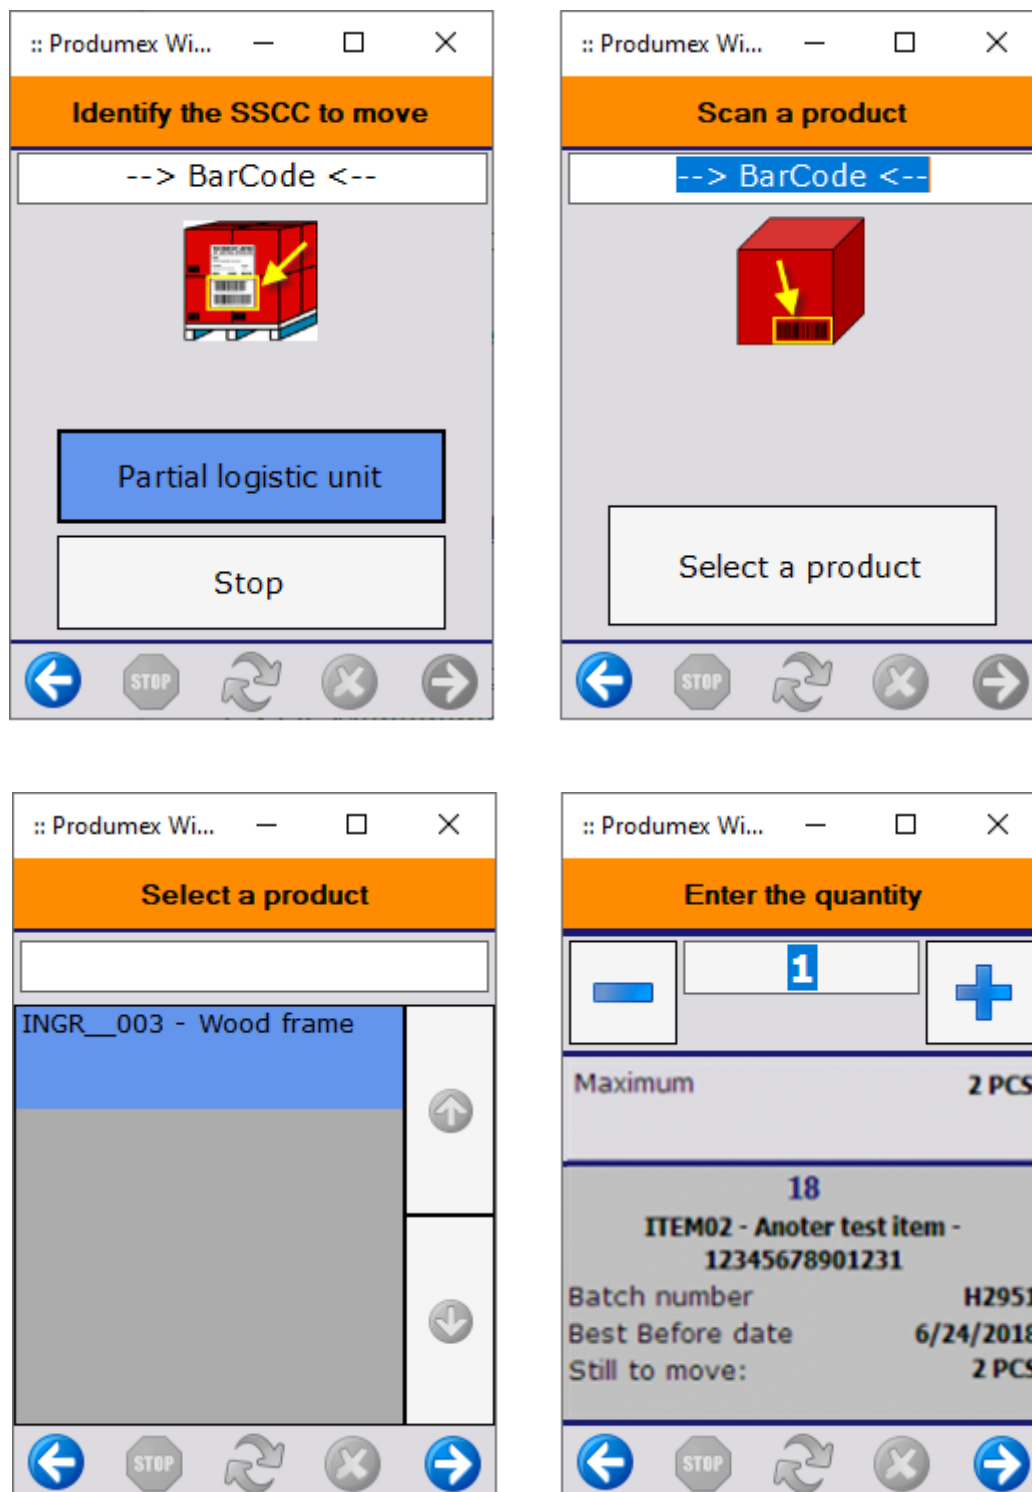 :: Produmex Wi...
Identify the SSCC to move
--> BarCode <--
Partial logistic unit
Stop
STOP
:: Produmex Wi...
Scan a product
--> BarCode <--
Select a product
STOP
:: Produmex Wi...
Select a product
INGR__003 - Wood frame
STOP
:: Produmex Wi...
Enter the quantity
1
Maximum 2 PCS
18
ITEM02 - Anoter test item -
12345678901231
Batch number H2951
Best Before date 6/24/2018
Still to move: 2 PCS
STOP